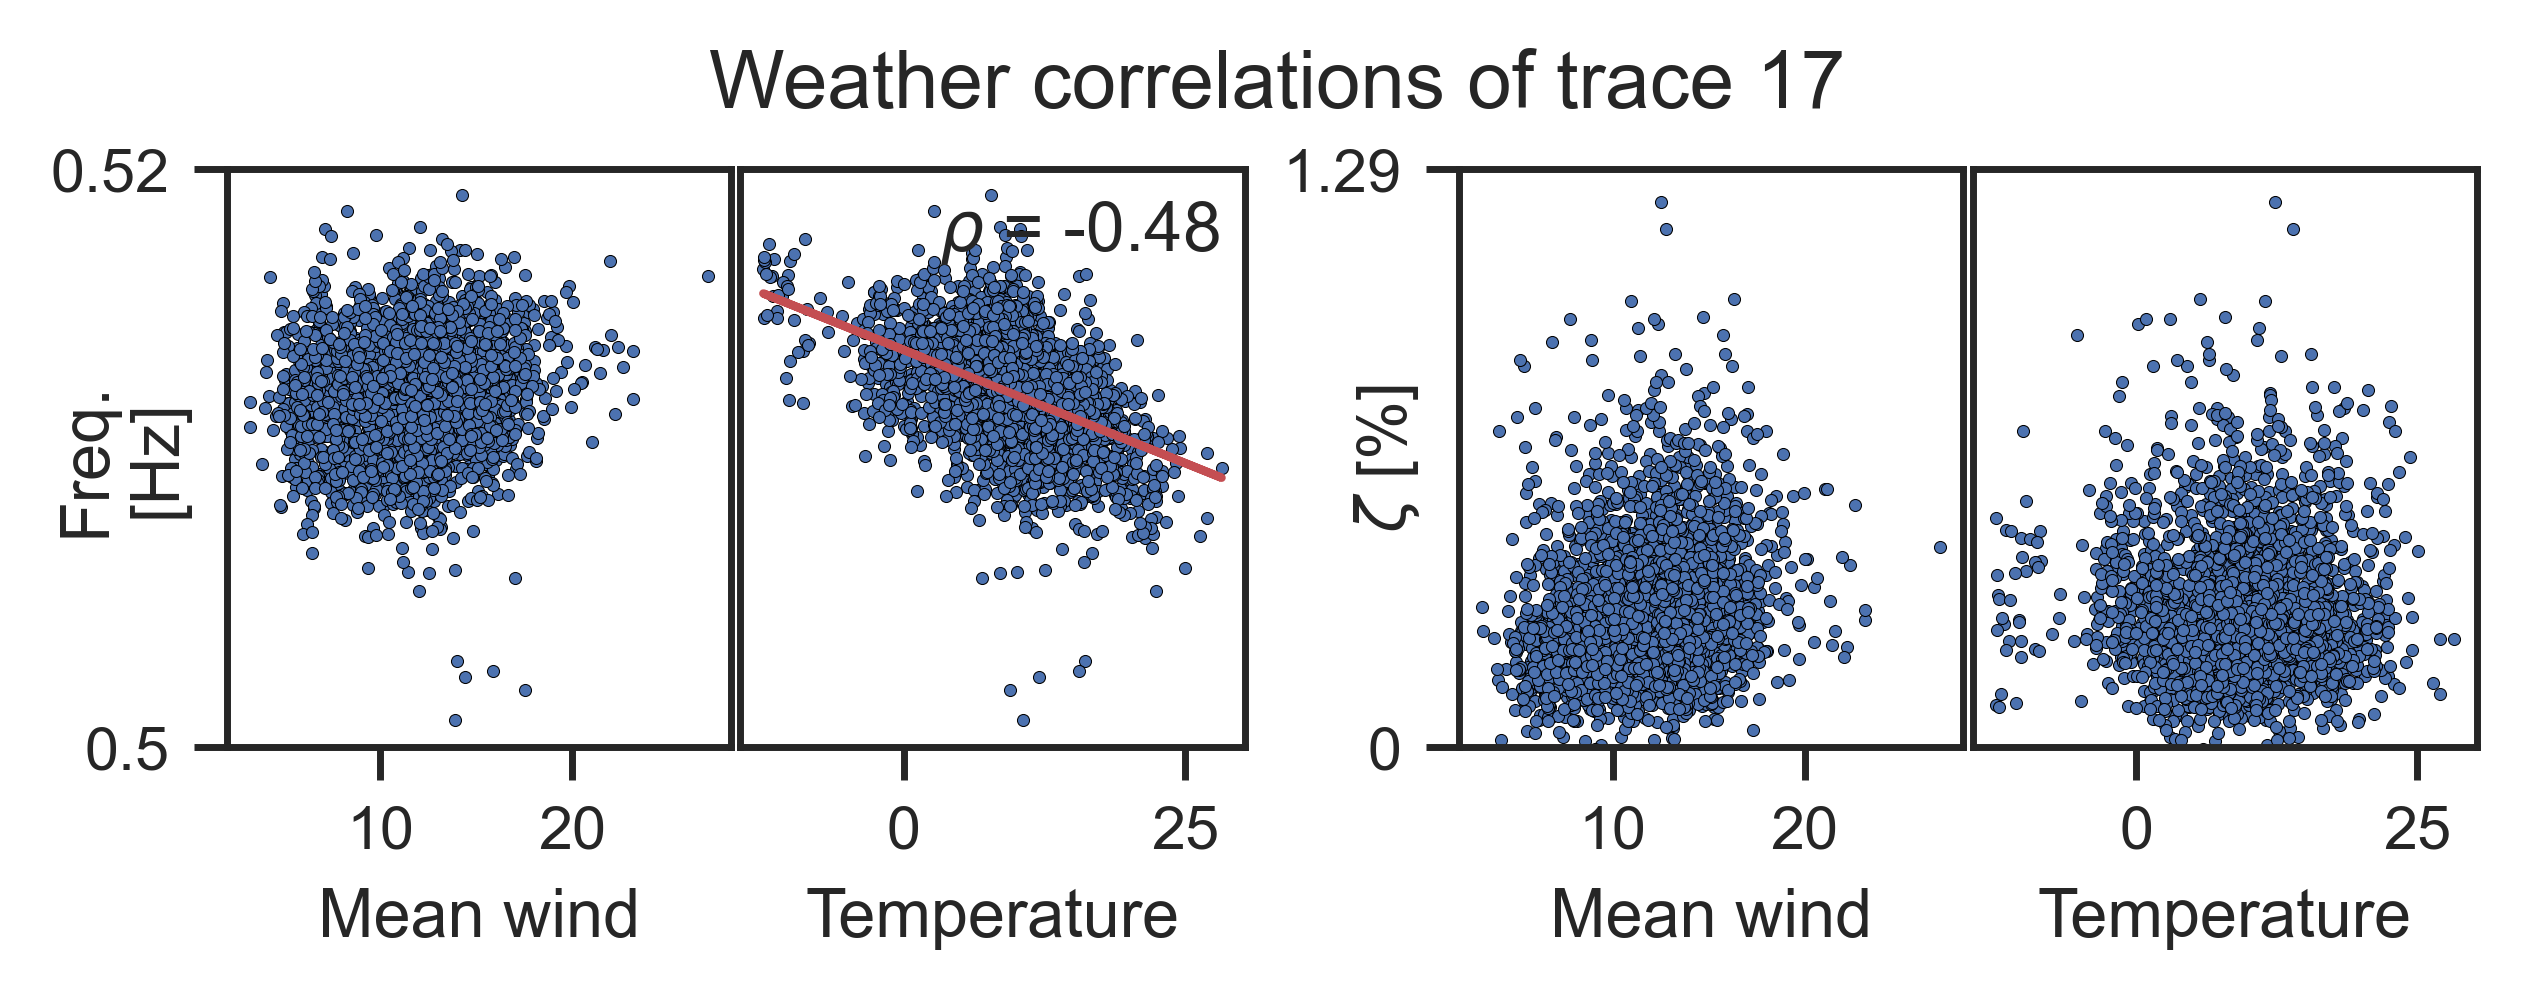 Weather correlations of trace 17
0.52
0.5
Freq.
[Hz]
10
20
Mean wind
ρ = -0.48
0
25
Temperature
1.29
0
ζ [%]
10
20
Mean wind
0
25
Temperature